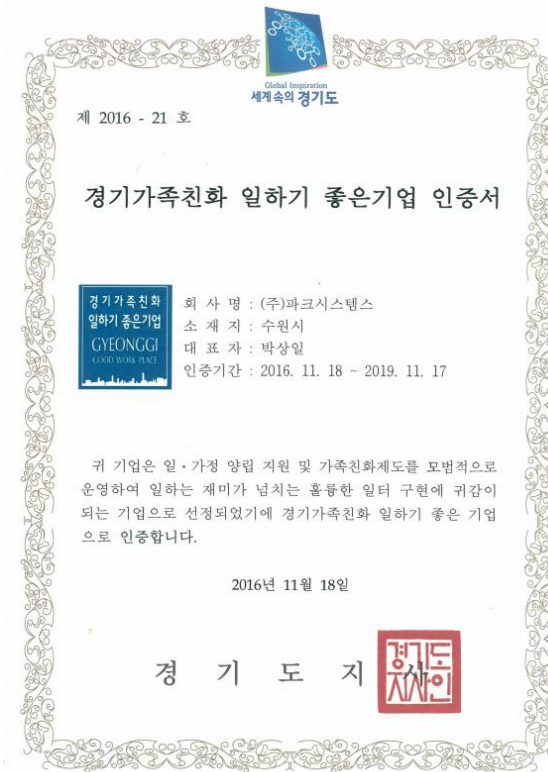 Global Inspiration
세계속의 경기도
제 2016 - 21 호
경기가족친화 일하기 좋은기업 인증서
경기가족친화
일하기 좋은기업
GYEONGGI
GOOD WORK PLACE
회 사 명 : (주)파크시스템스
소 재 지 : 수원시
대 표 자 : 박상일
인증기간 : 2016. 11. 18 ~ 2019. 11. 17
귀 기업은 일·가정 양립 지원 및 가족친화제도를 모범적으로
운영하여 일하는 재미가 넘치는 훌륭한 일터 구현에 귀감이
되는 기업으로 선정되었기에 경기가족친화 일하기 좋은 기업
으로 인증합니다.
2016년 11월 18일
경 기 도 지 사
경기도
지사인